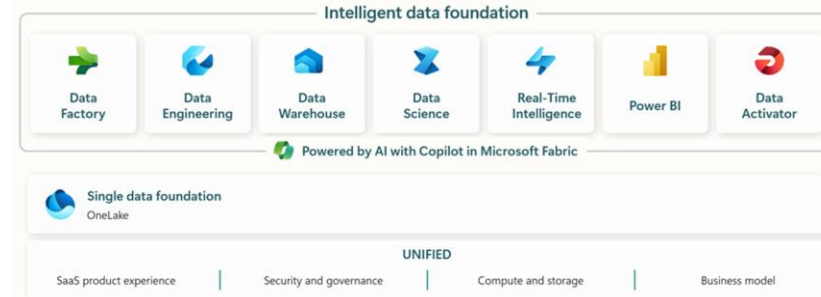 Intelligent data foundation
Data
Factory
Data
Engineering
Data
Warehouse
Data
Science
Real-Time
Intelligence
Power BI
Data
Activator
Powered by AI with Copilot in Microsoft Fabric
Single data foundation
OneLake
UNIFIED
SaaS product experience
Security and governance
Compute and storage
Business model